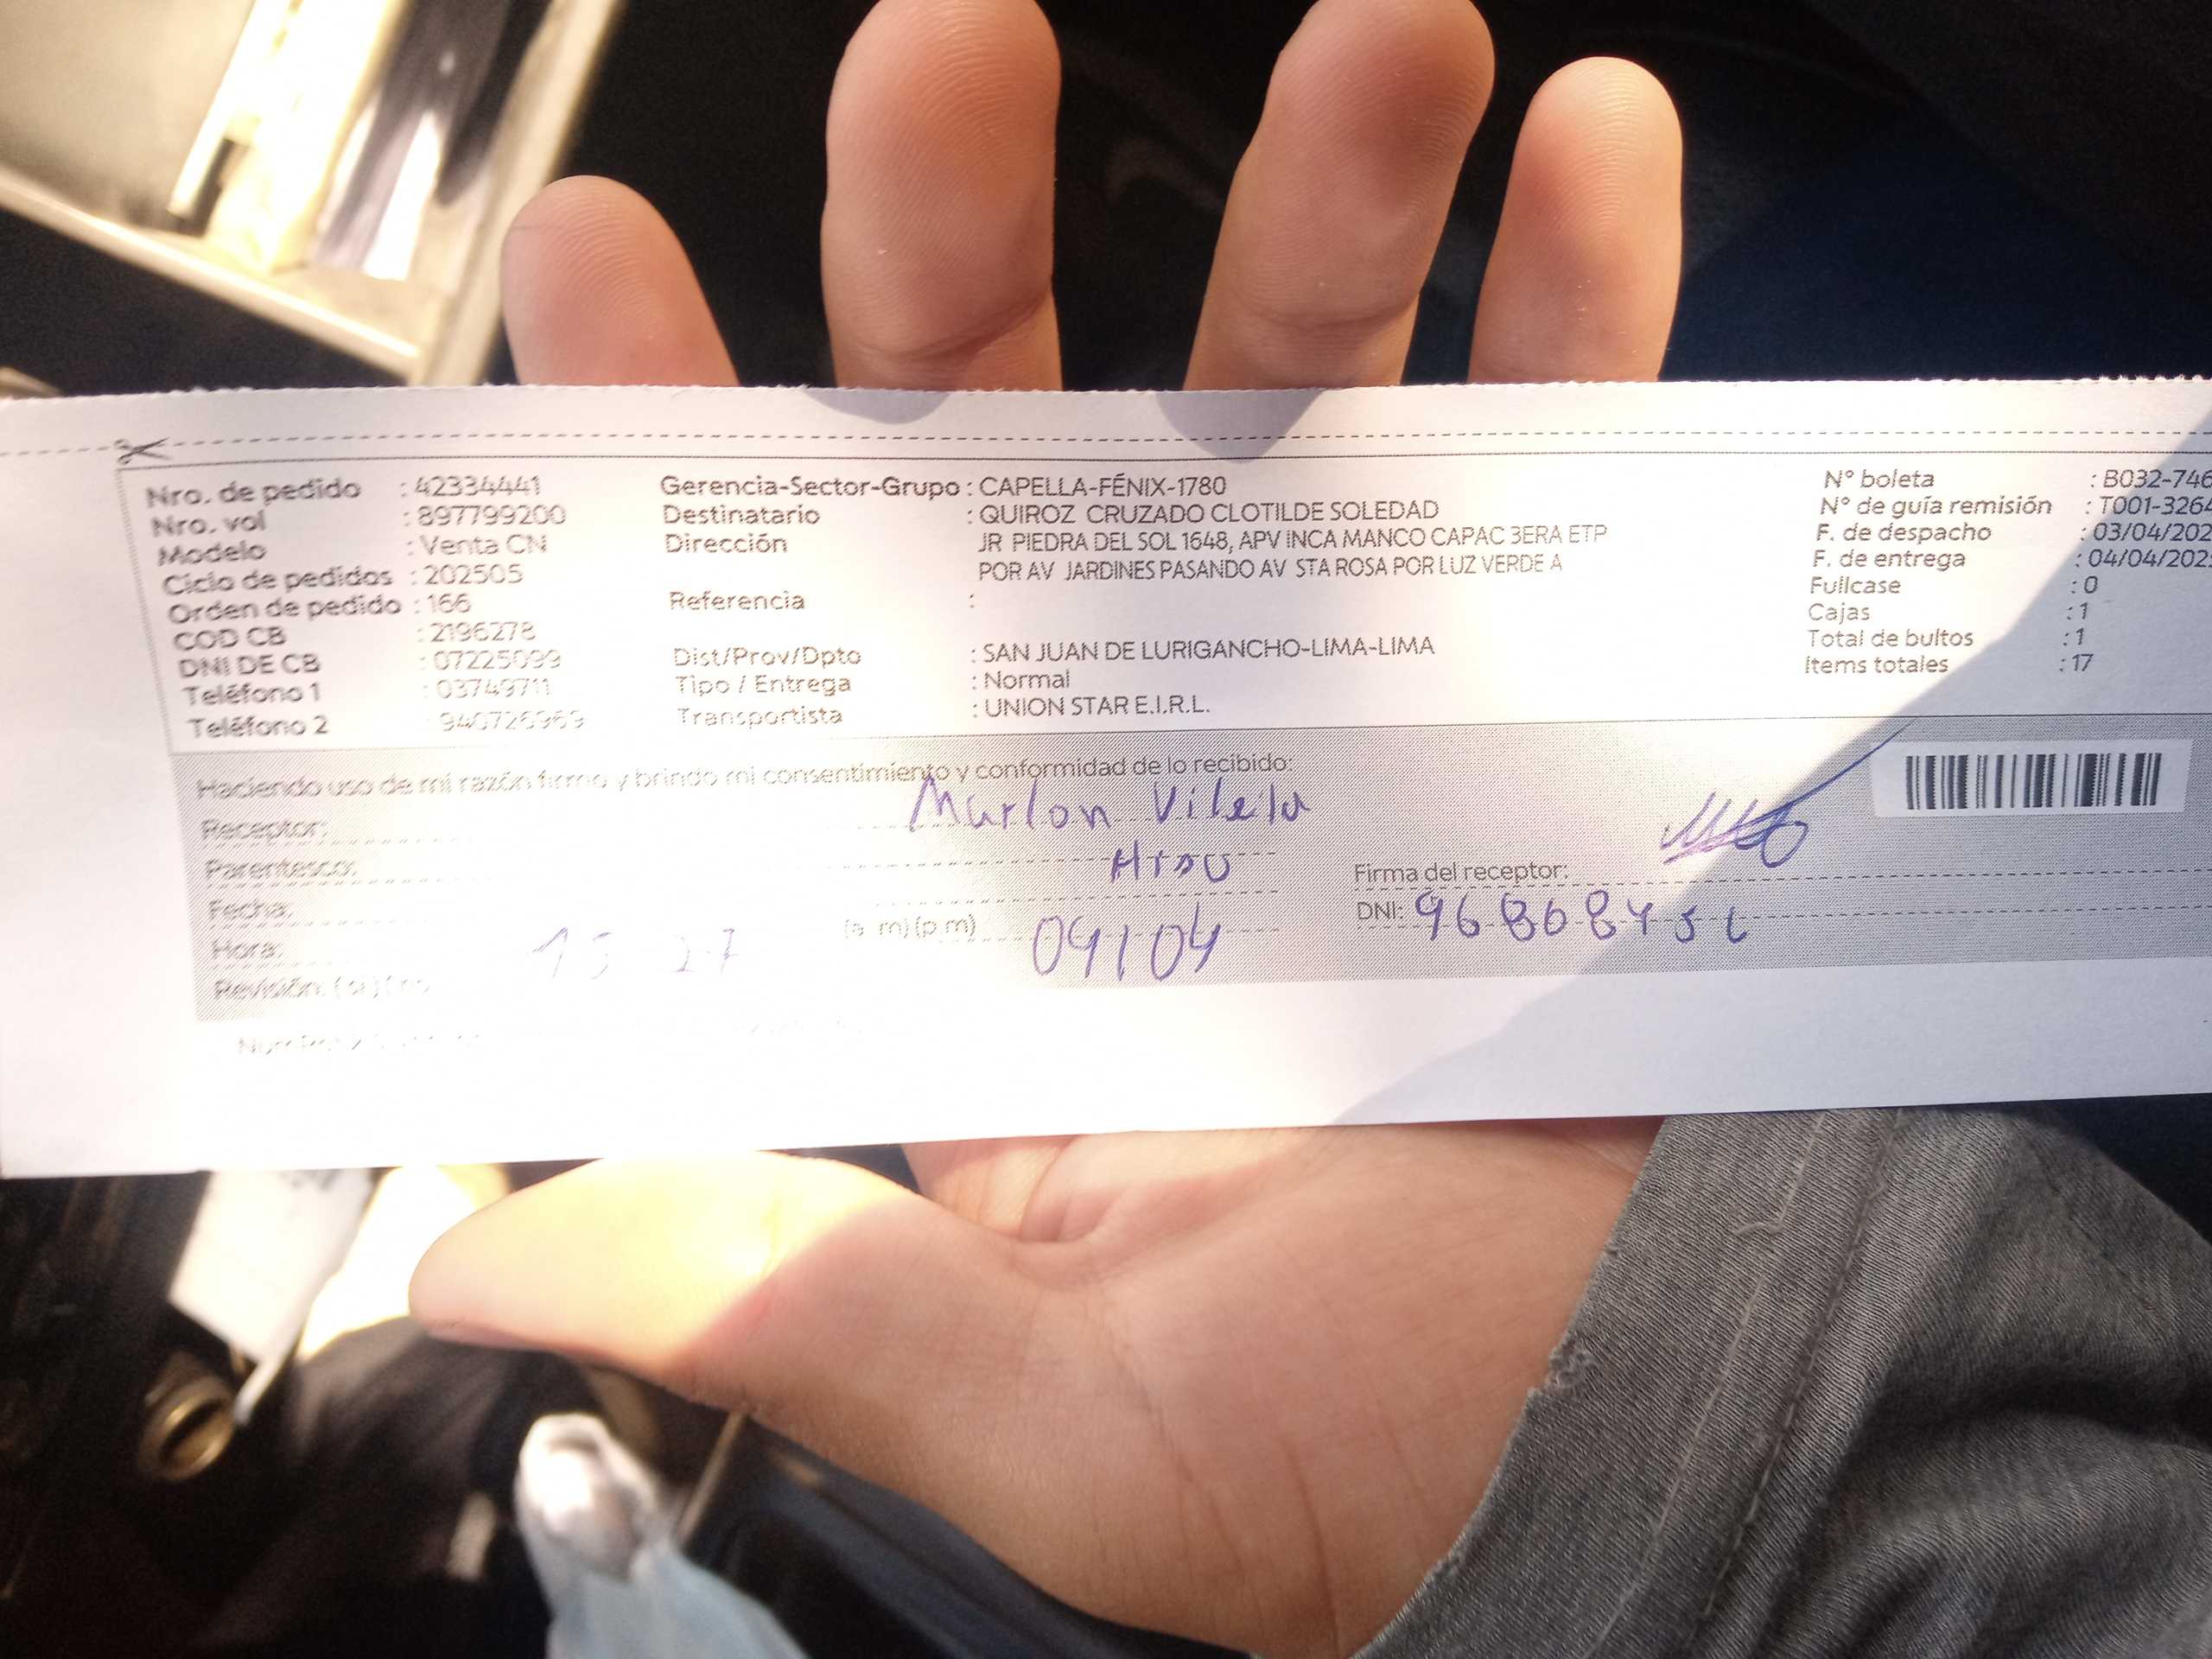 Nro. de pedido : 42334441
Nro. vol : 897799200
Modelo : Venta CN
Ciclo de pedidos : 202505
Orden de pedido : 166
COD CB : 2196278
DNI DE CB : 07225099
Teléfono 1 : 03749711
Teléfono 2 : 940726969
Gerencia-Sector-Grupo : CAPELLA-FÉNIX-1780
Destinatario : QUIROZ CRUZADO CLOTILDE SOLEDAD
Dirección JR PIEDRA DEL SOL 1648, APV INCA MANCO CAPAC 3ERA ETP
POR AV JARDINES PASANDO AV STA ROSA POR LUZ VERDE A
Referencia :
Dist/Prov/Dpto : SAN JUAN DE LURIGANCHO-LIMA-LIMA
Tipo / Entrega : Normal
Transportista : UNION STAR E.I.R.L.
N° boleta : B032-746
N° de guía remisión : T001-3264
F. de despacho : 03/04/202
F. de entrega : 04/04/202
Fullcase : 0
Cajas : 1
Total de bultos : 1
Items totales : 17
Haciendo uso de mi razón firmo y brindo mi consentimiento y conformidad de lo recibido:
Receptor: Marlon Vilela
Parentesco:
Fecha:
Hora: (a m) (p m) 04/04
Revisión: (si) (no
Firma del receptor:
DNI: